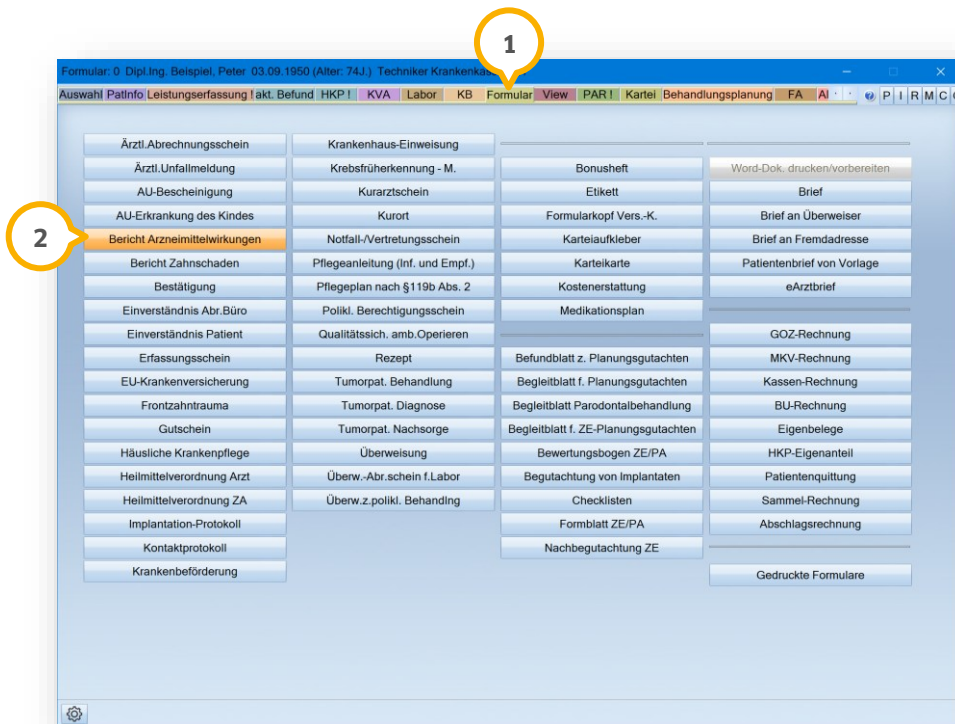 1
Formular: 0 Dipl.Ing. Beispiel, Peter 03.09.1950 (Alter: 74J.) Techniker
Auswahl PatInfo Leistungserfassung ! akt. Befund HKP ! KVA Labor KB Formular View PAR ! Kartei Behandlungsplanung FA P I R M C
2
Ärztl.Abrechnungsschein
Ärztl.Unfallmeldung
AU-Bescheinigung
AU-Erkrankung des Kindes
Bericht Arzneimittelwirkungen
Bericht Zahnschaden
Bestätigung
Einverständnis Abr.Büro
Einverständnis Patient
Erfassungsschein
EU-Krankenversicherung
Frontzahntrauma
Gutschein
Häusliche Krankenpflege
Heilmittelverordnung Arzt
Heilmittelverordnung ZA
Implantation-Protokoll
Kontaktprotokoll
Krankenbeförderung
Krankenhaus-Einweisung
Krebsfrüherkennung - M.
Kurarztschein
Kurort
Notfall-/Vertretungsschein
Pflegeanleitung (Inf. und Empf.)
Pflegeplan nach §119b Abs. 2
Polikl. Berechtigungsschein
Qualitätssich. amb.Operieren
Rezept
Tumorpat. Behandlung
Tumorpat. Diagnose
Tumorpat. Nachsorge
Überweisung
Überw.-Abr.schein f.Labor
Überw.z.polikl. Behandlng
Bonusheft
Etikett
Formularkopf Vers.-K.
Karteiaufkleber
Karteikarte
Kostenerstattung
Medikationsplan
Befundblatt z. Planungsgutachten
Begleitblatt f. Planungsgutachten
Begleitblatt Parodontalbehandlung
Begleitblatt f. ZE-Planungsgutachten
Bewertungsbogen ZE/PA
Begutachtung von Implantaten
Checklisten
Formblatt ZE/PA
Nachbegutachtung ZE
Word-Dok. drucken/vorbereiten
Brief
Brief an Überweiser
Brief an Fremdadresse
Patientenbrief von Vorlage
eArztbrief
GOZ-Rechnung
MKV-Rechnung
Kassen-Rechnung
BU-Rechnung
Eigenbelege
HKP-Eigenanteil
Patientenquittung
Sammel-Rechnung
Abschlagsrechnung
Gedruckte Formulare